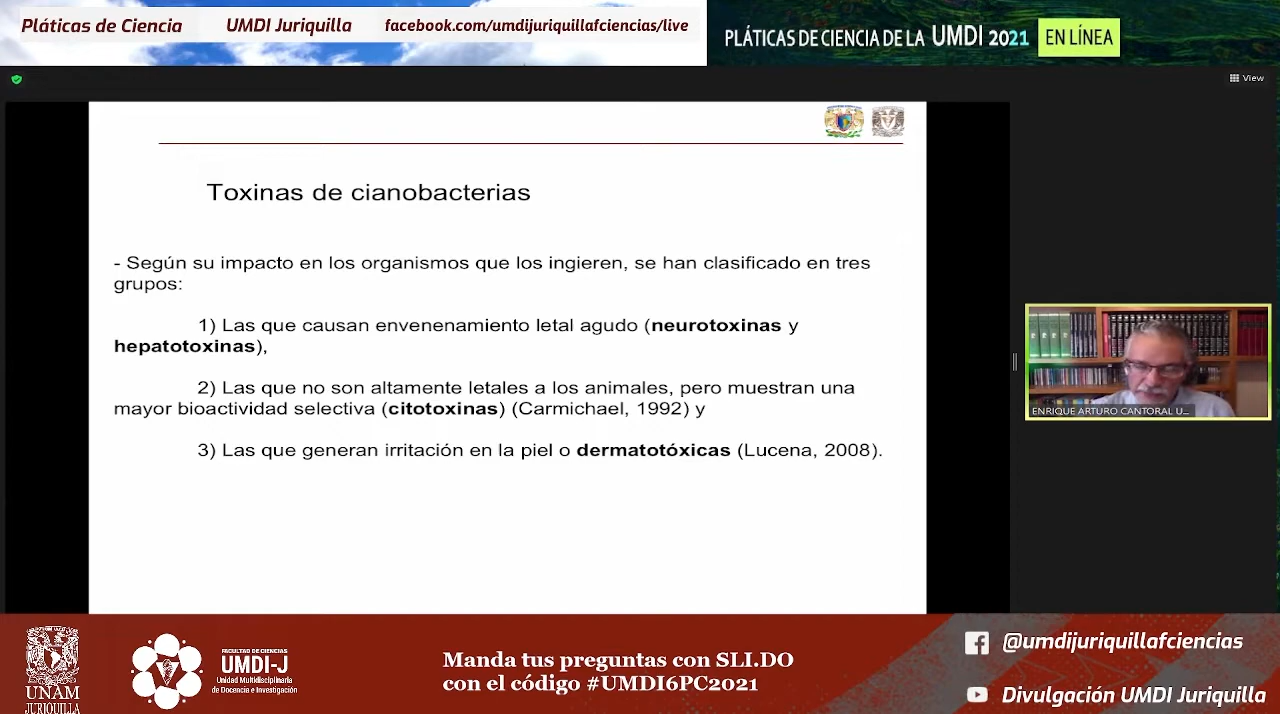 Pláticas de Ciencia UMDI Juriquilla facebook.com/umdijuriquillafciencias/live
PLÁTICAS DE CIENCIA DE LA UMDI 2021 EN LÍNEA
View
Toxinas de cianobacterias
- Según su impacto en los organismos que los ingieren, se han clasificado en tres
grupos:
1) Las que causan envenenamiento letal agudo (neurotoxinas y
hepatotoxinas),
2) Las que no son altamente letales a los animales, pero muestran una
mayor bioactividad selectiva (citotoxinas) (Carmichael, 1992) y
3) Las que generan irritación en la piel o dermatotóxicas (Lucena, 2008).
ENRIQUE ARTURO CANTORAL U...
UNAM
JURIQUILLA
FACULTAD DE CIENCIAS
UMDI-J
Unidad Multidisciplinaria
de Docencia e Investigación
Manda tus preguntas con SLI.DO
con el código #UMDI6PC2021
@umdijuriquillafciencias
Divulgación UMDI Juriquilla